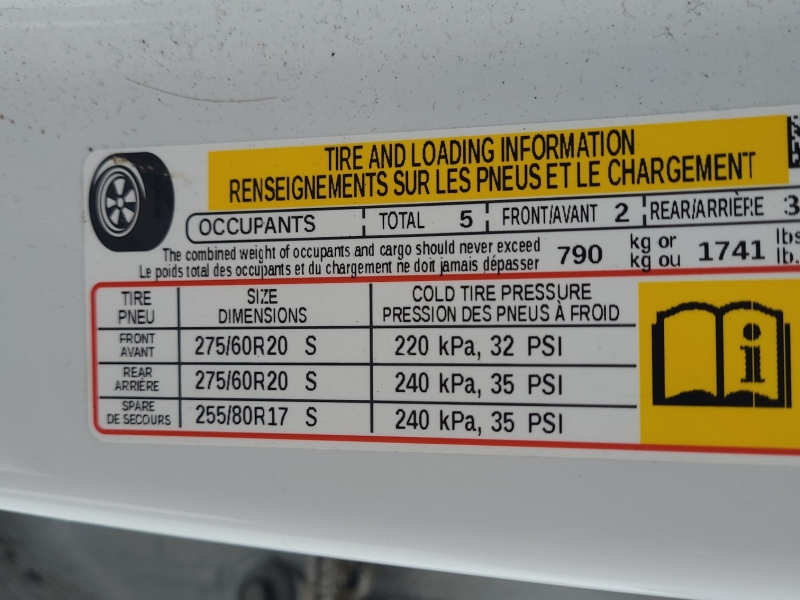 TIRE AND LOADING INFORMATION
RENSEIGNEMENTS SUR LES PNEUS ET LE CHARGEMENT
OCCUPANTS TOTAL 5 FRONT/AVANT 2 REAR/ARRIÈRE 3
The combined weight of occupants and cargo should never exceed 790 kg or 1741 lbs
Le poids total des occupants et du chargement ne doit jamais dépasser kg ou lb.
TIRE SIZE COLD TIRE PRESSURE
PNEU DIMENSIONS PRESSION DES PNEUS À FROID
FRONT
AVANT 275/60R20 S 220 kPa, 32 PSI
REAR
ARRIÈRE 275/60R20 S 240 kPa, 35 PSI
SPARE
DE SECOURS 255/80R17 S 240 kPa, 35 PSI
i